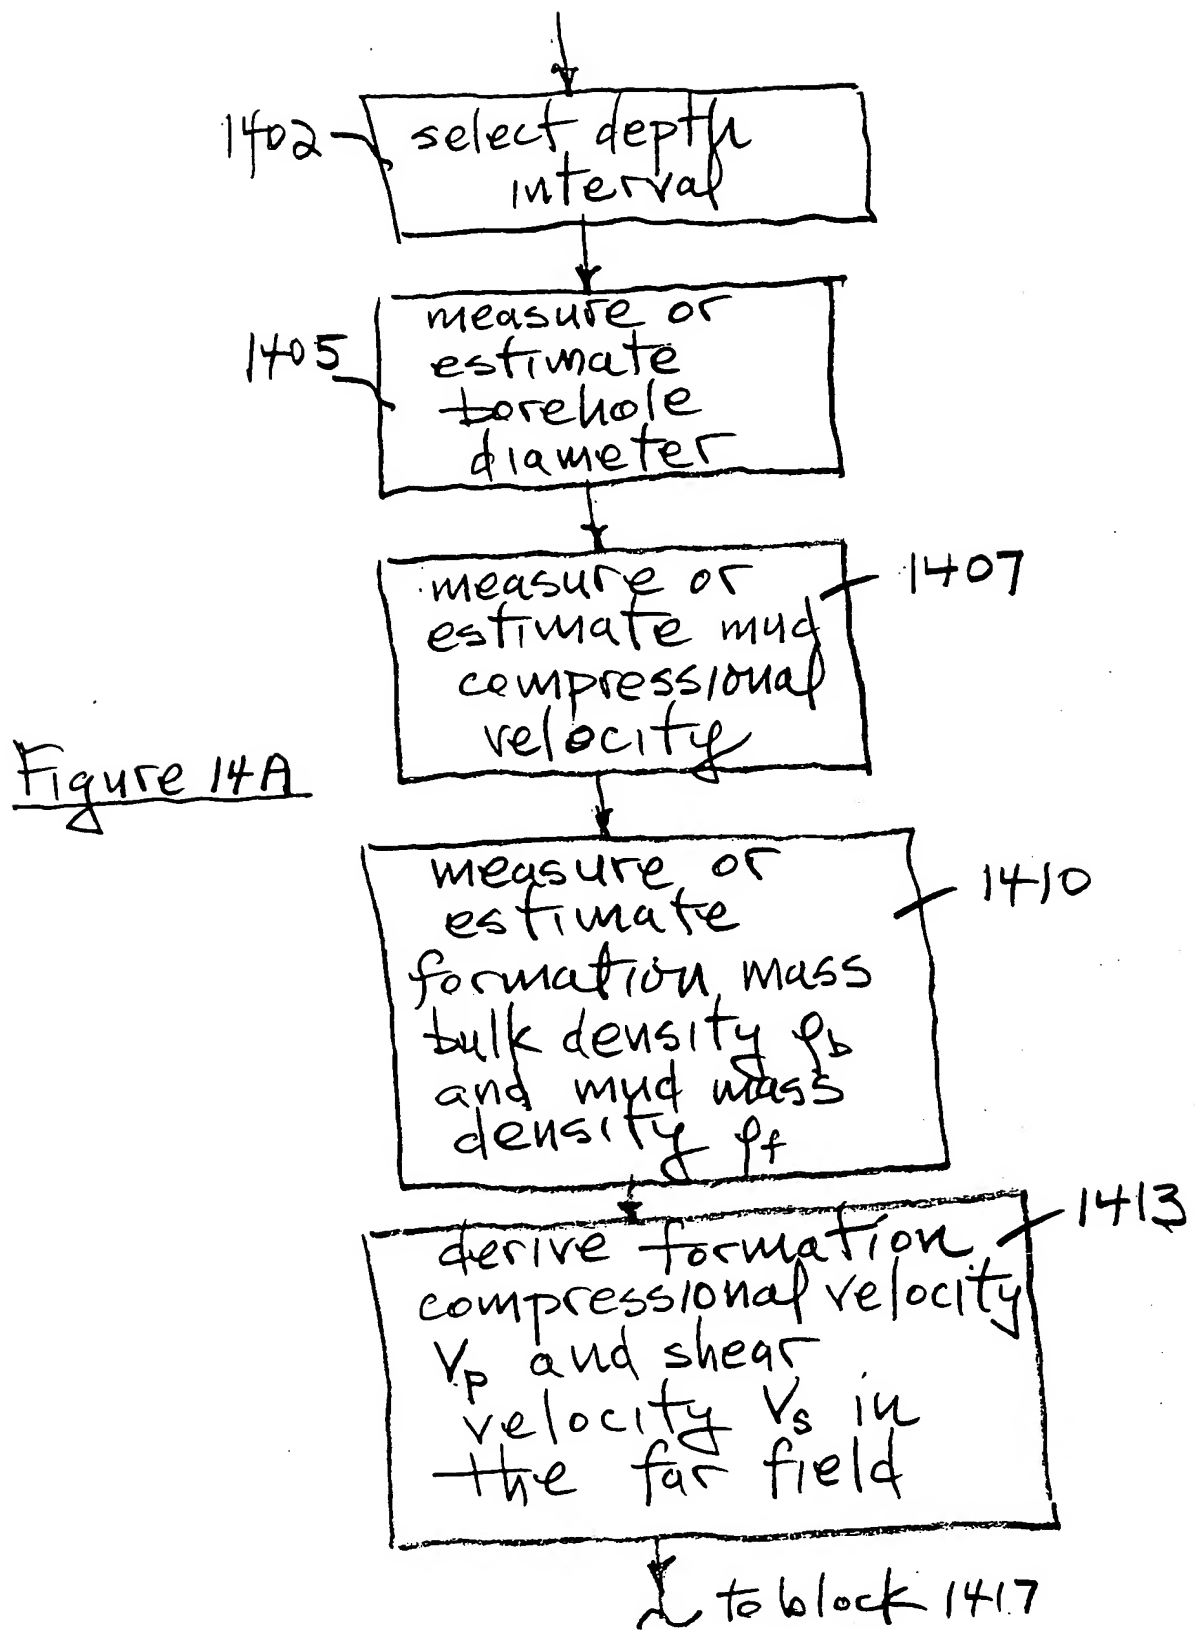 1402
select depth
interval
1405
measure or
estimate
borehole
diameter
1407
measure or
estimate mud
compressional
velocity
Figure 14A
1410
measure or
estimate
formation mass
bulk density ρb
and mud mass
density ρf
1413
derive formation
compressional velocity
Vp and shear
velocity Vs in
the far field
to block 1417